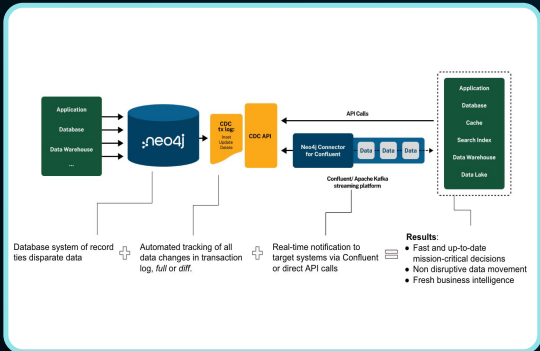 Application
Database
Data Warehouse
...
neo4j
CDC
tx log:
Inset
Update
Delete
CDC API
API Calls
Neo4j Connector
for Confluent
Data
Data
Data
Confluent/ Apache Kafka
streaming platform
Application
Database
Cache
Search Index
Data Warehouse
Data Lake
Database system of record
ties disparate data
+
Automated tracking of all
data changes in transaction
log, full or diff.
+
Real-time notification to
target systems via Confluent
or direct API calls
=
Results:
• Fast and up-to-date
mission-critical decisions
• Non disruptive data movement
• Fresh business intelligence